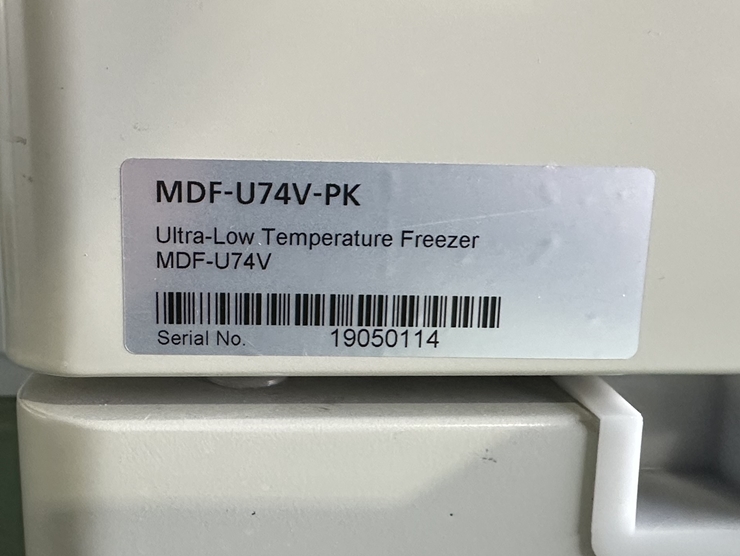 MDF-U74V-PK
Ultra-Low Temperature Freezer
MDF-U74V
Serial No. 19050114